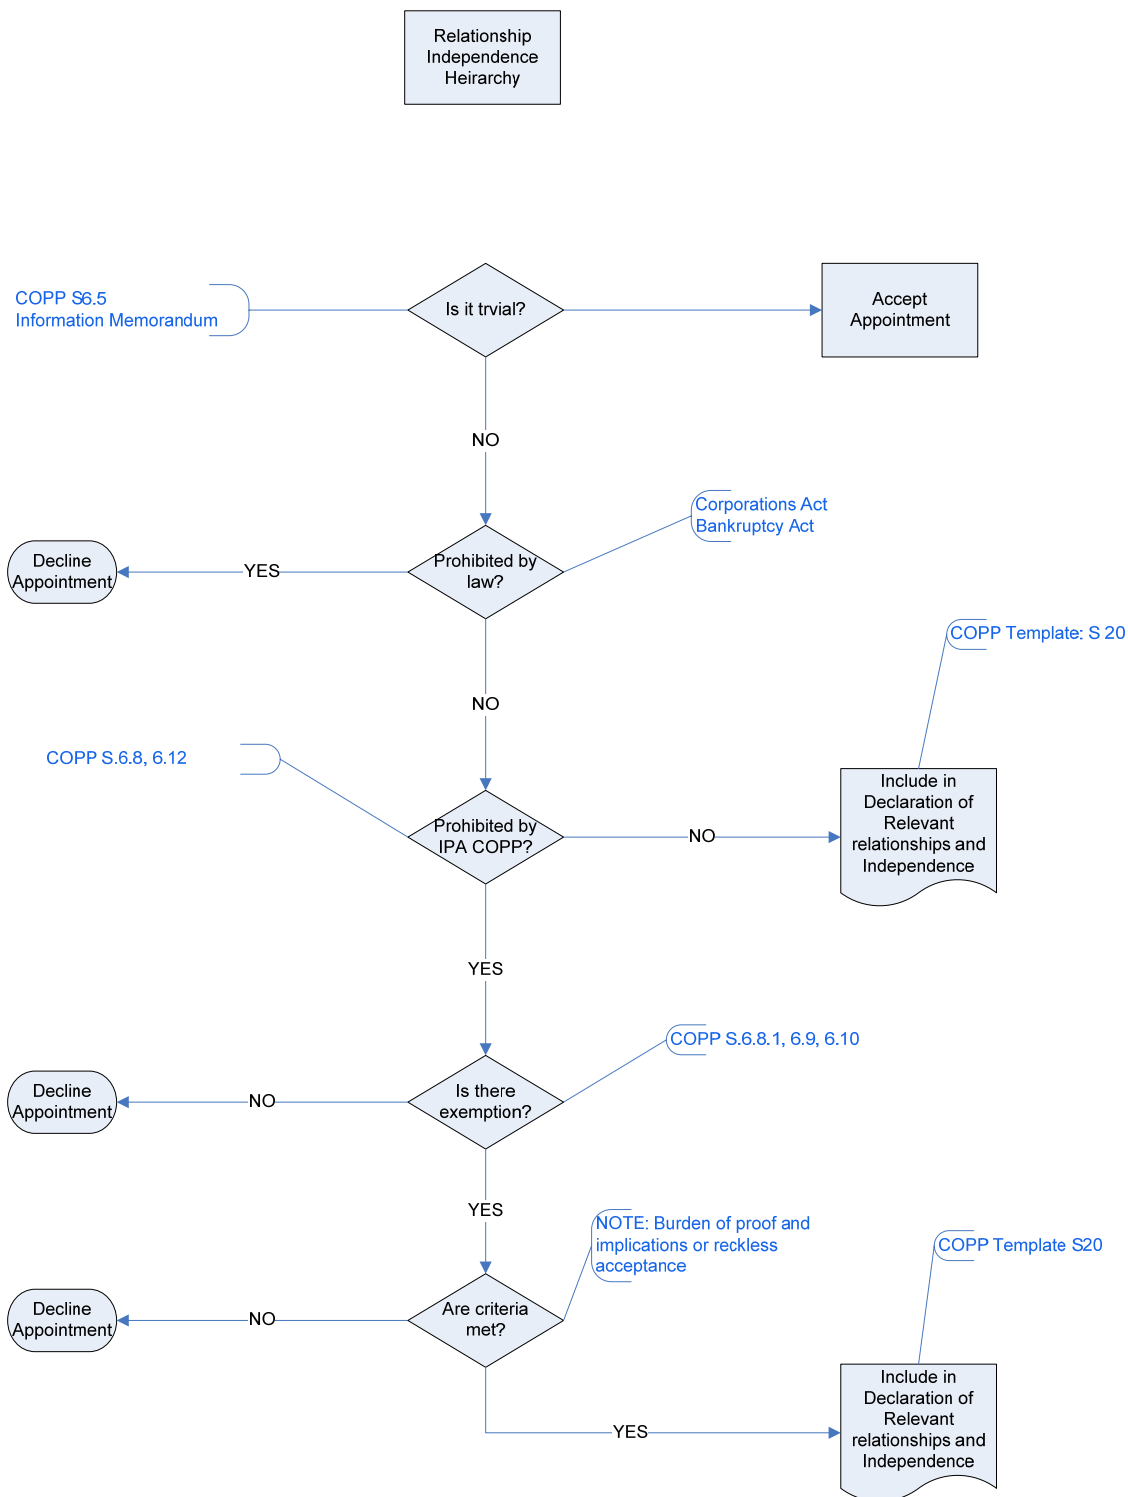 Relationship
Independence
Heirarchy
COPP S6.5
Information Memorandum
Is it trvial?
Accept
Appointment
NO
Corporations Act
Bankruptcy Act
Decline
Appointment
YES
Prohibited by
law?
COPP Template: S 20
NO
COPP S.6.8, 6.12
Prohibited by
IPA COPP?
NO
Include in
Declaration of
Relevant
relationships and
Independence
YES
COPP S.6.8.1, 6.9, 6.10
Decline
Appointment
NO
Is there
exemption?
YES
NOTE: Burden of proof and
implications or reckless
acceptance
COPP Template S20
Decline
Appointment
NO
Are criteria
met?
YES
Include in
Declaration of
Relevant
relationships and
Independence